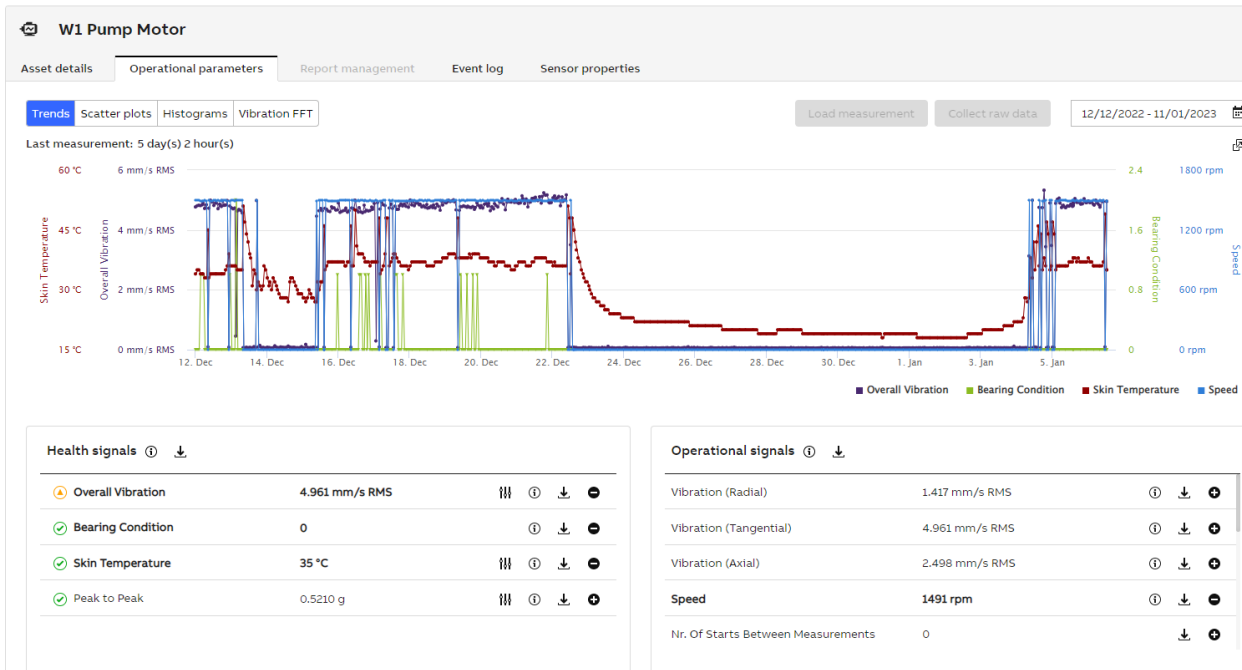 W1 Pump Motor
Asset details Operational parameters Report management Event log Sensor properties
Trends Scatter plots Histograms Vibration FFT Load measurement Collect raw data 12/12/2022 - 11/01/2023
Last measurement: 5 day(s) 2 hour(s)
60 °C 6 mm/s RMS 2.4 1800 rpm
45 °C 4 mm/s RMS 1.6 1200 rpm
30 °C 2 mm/s RMS 0.8 600 rpm
15 °C 0 mm/s RMS 0 0 rpm
Skin Temperature
Overall Vibration
Bearing Condition
Speed
12. Dec 14. Dec 16. Dec 18. Dec 20. Dec 22. Dec 24. Dec 26. Dec 28. Dec 30. Dec 1. Jan 3. Jan 5. Jan
Overall Vibration Bearing Condition Skin Temperature Speed
Health signals
Overall Vibration 4.961 mm/s RMS
Bearing Condition 0
Skin Temperature 35 °C
Peak to Peak 0.5210 g
Operational signals
Vibration (Radial) 1.417 mm/s RMS
Vibration (Tangential) 4.961 mm/s RMS
Vibration (Axial) 2.498 mm/s RMS
Speed 1491 rpm
Nr. Of Starts Between Measurements 0